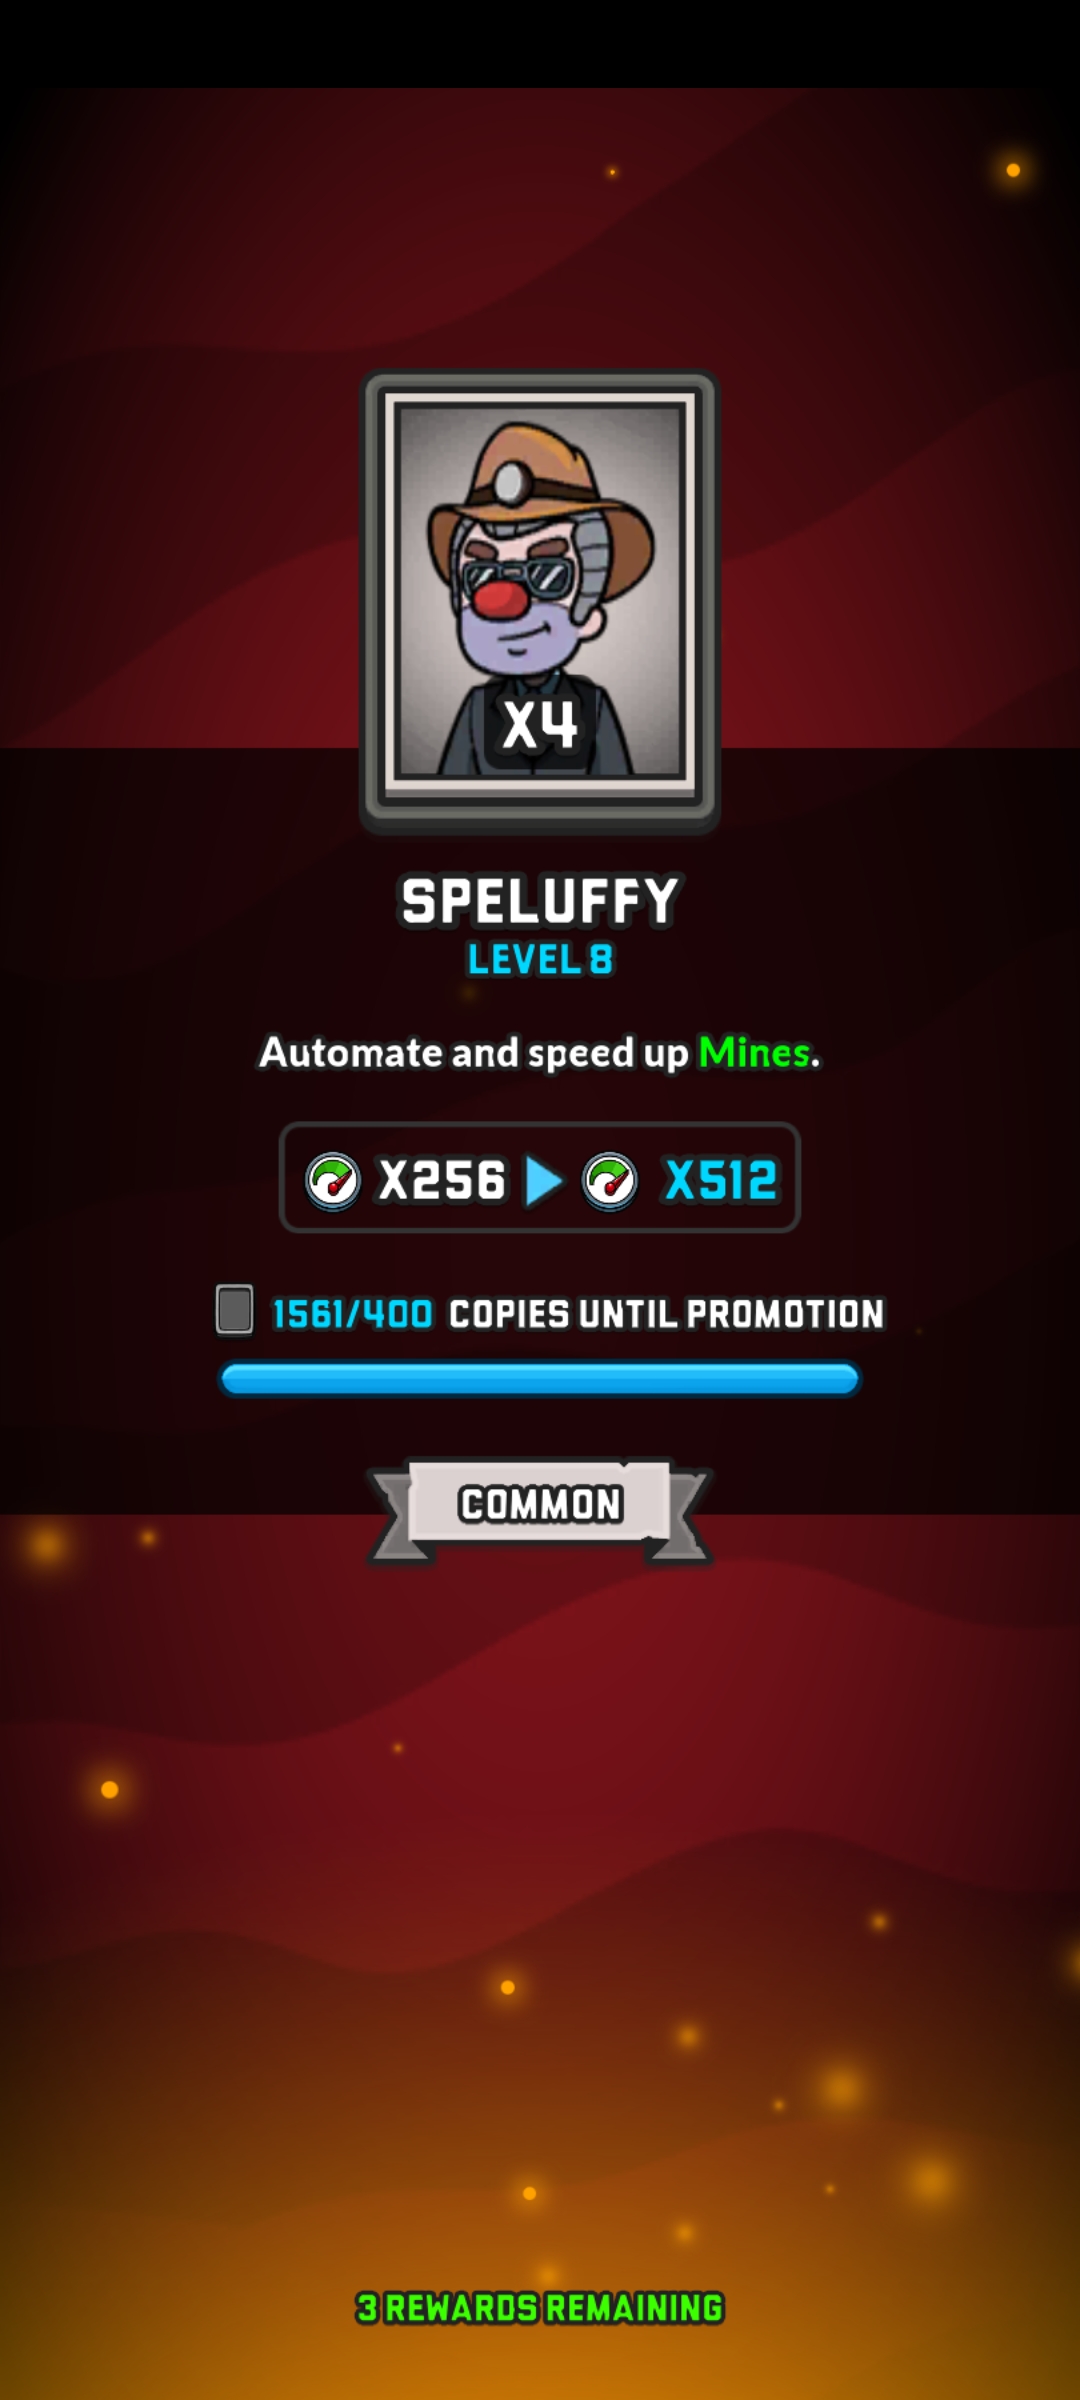 X4
SPELUFFY
LEVEL 8
Automate and speed up Mines.
X256 X512
1561/400 COPIES UNTIL PROMOTION
COMMON
3 REWARDS REMAINING